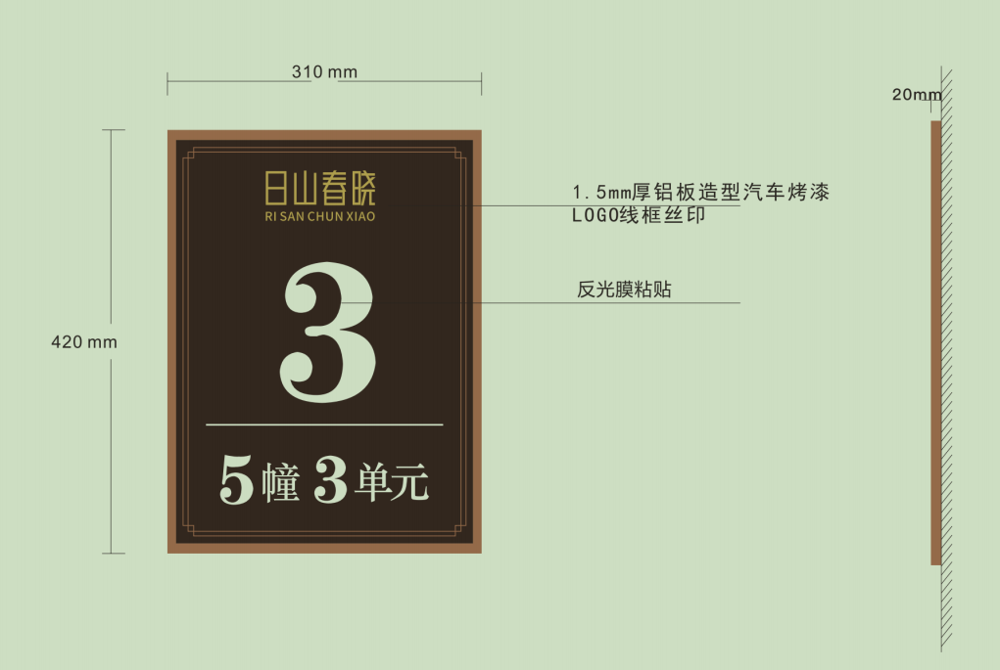 310 mm
20mm
日山春晓
RI SAN CHUN XIAO
1.5mm厚铝板造型汽车烤漆
LOGO线框丝印
3
反光膜粘贴
420 mm
5幢3单元